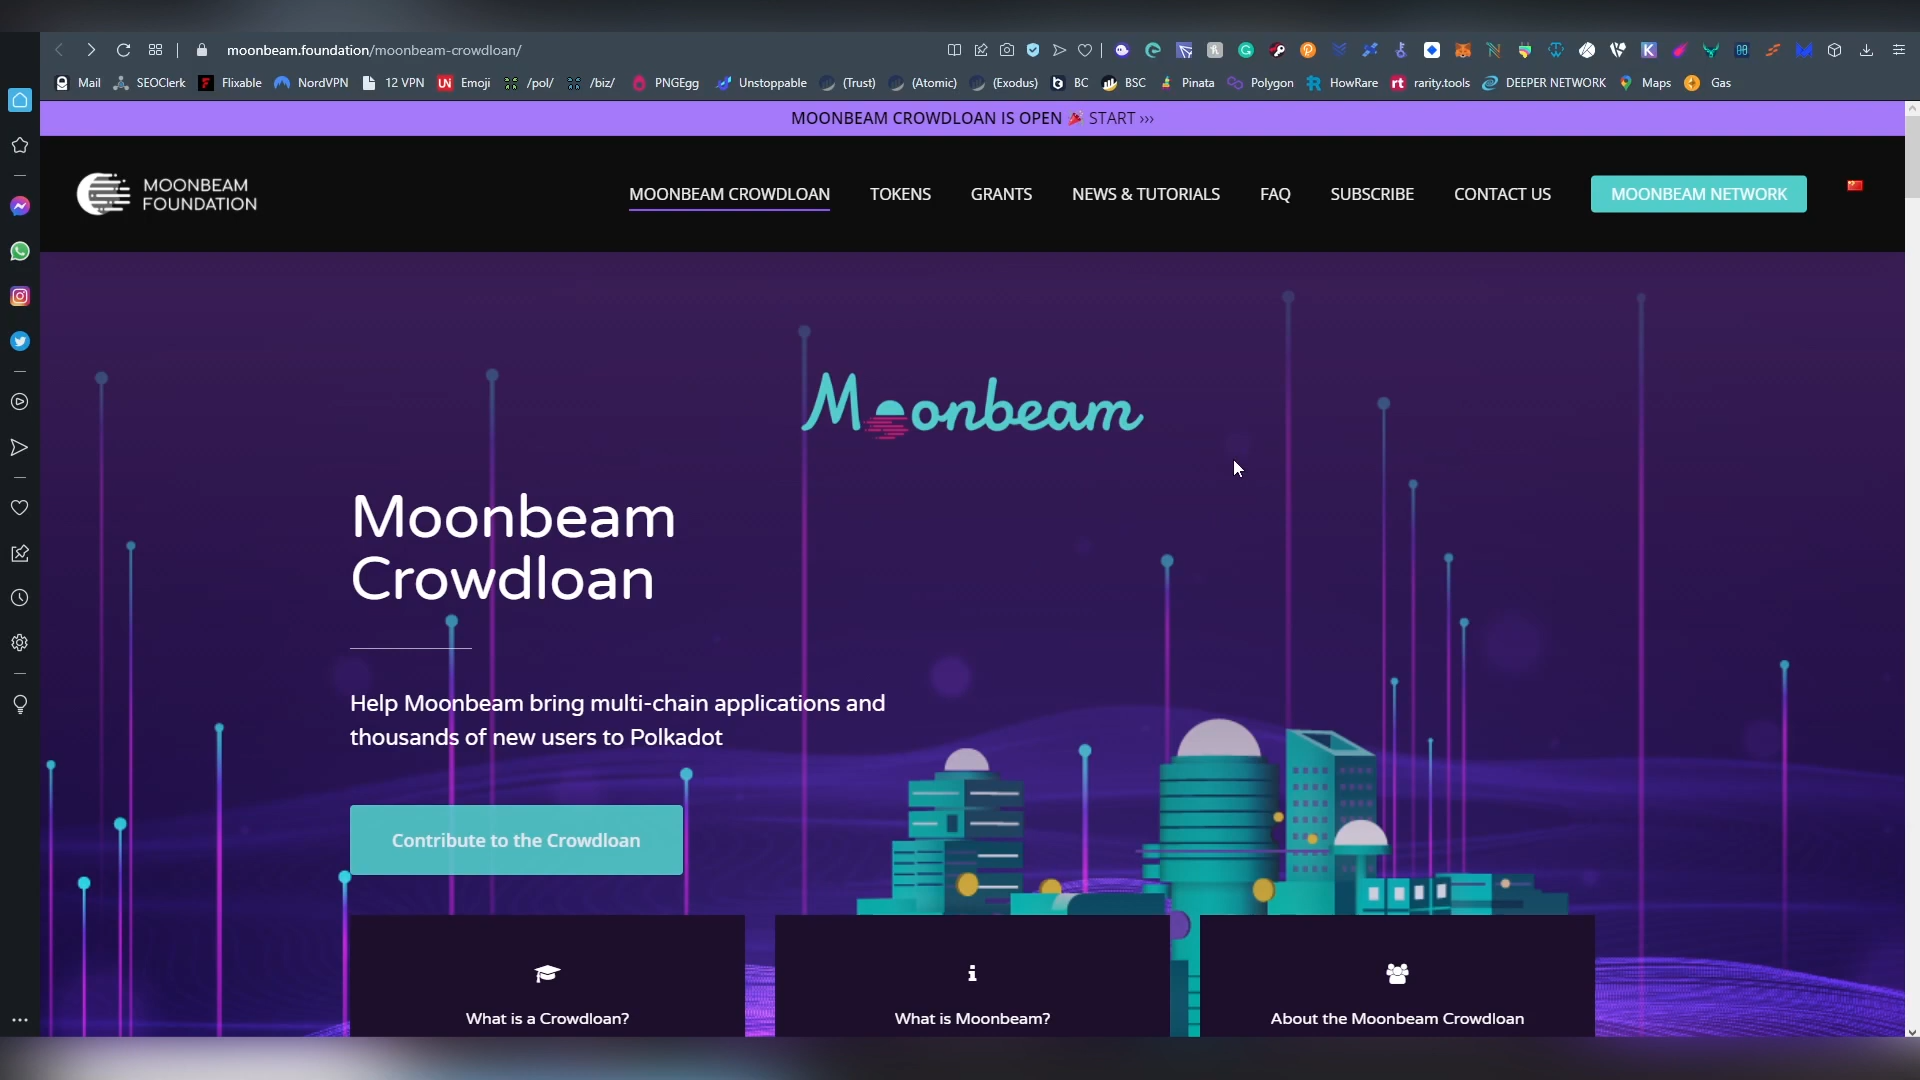 moonbeam.foundation/moonbeam-crowdloan/
Mail SEOClerk Flixable NordVPN 12 VPN UN Emoji /pol/ /biz/ PNGEgg Unstoppable (Trust) (Atomic) (Exodus) BC BSC Pinata Polygon HowRare rt rarity.tools DEEPER NETWORK Maps Gas
MOONBEAM CROWDLOAN IS OPEN 🎉 START ›››
MOONBEAM
FOUNDATION
MOONBEAM CROWDLOAN TOKENS GRANTS NEWS & TUTORIALS FAQ SUBSCRIBE CONTACT US MOONBEAM NETWORK
Moonbeam
Moonbeam
Crowdloan
Help Moonbeam bring multi-chain applications and
thousands of new users to Polkadot
Contribute to the Crowdloan
What is a Crowdloan? What is Moonbeam? About the Moonbeam Crowdloan